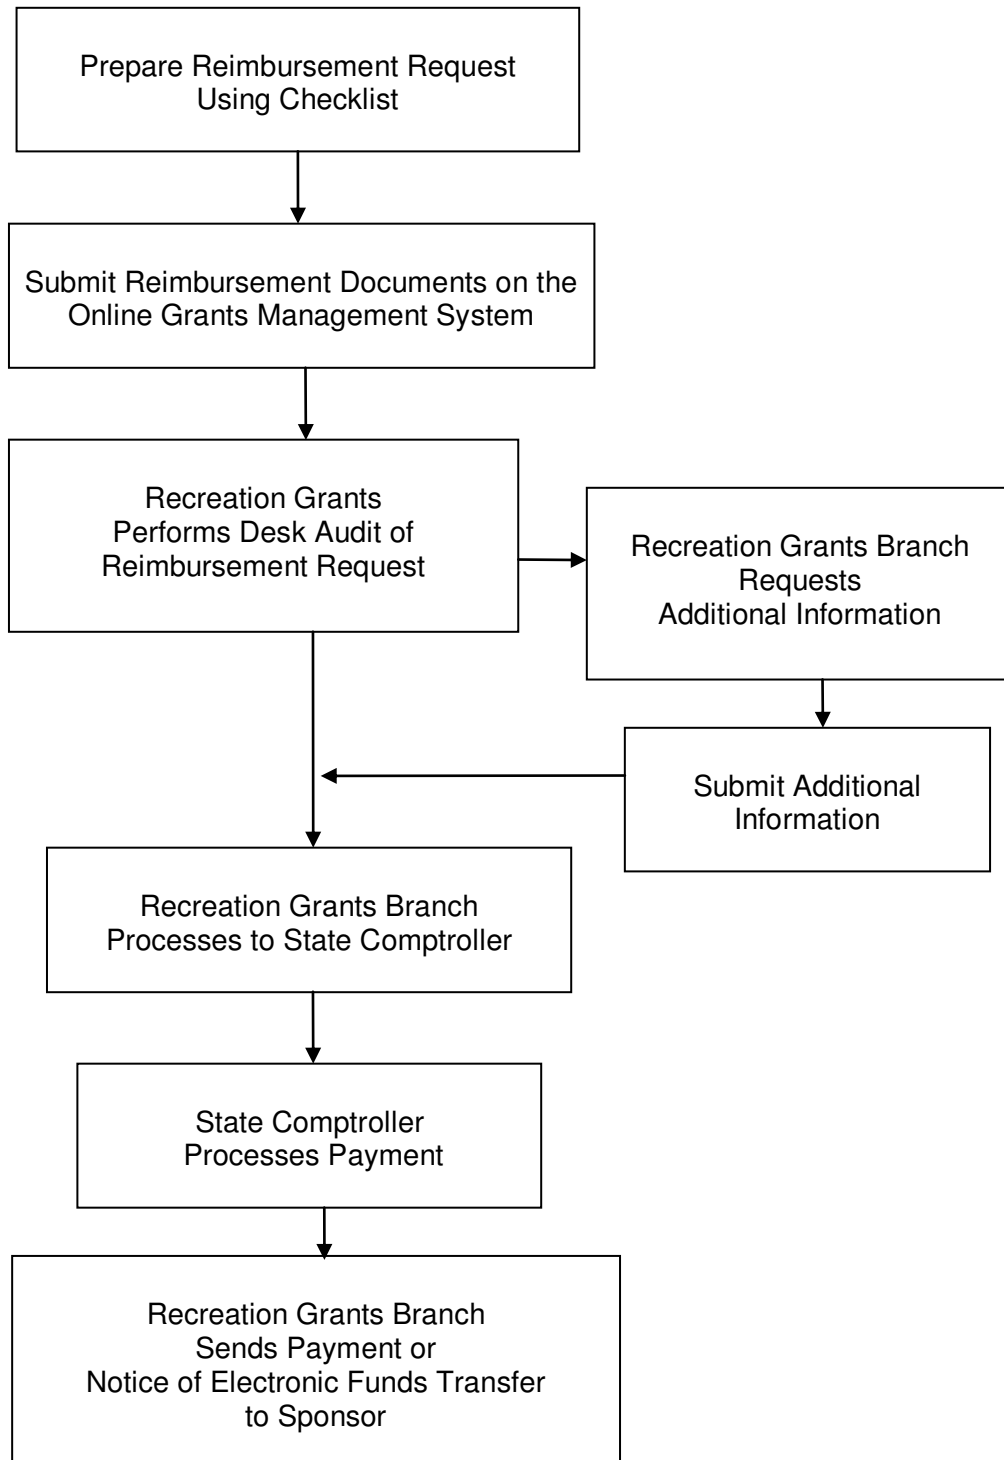 Prepare Reimbursement Request
Using Checklist
Submit Reimbursement Documents on the
Online Grants Management System
Recreation Grants
Performs Desk Audit of
Reimbursement Request
Recreation Grants Branch
Requests
Additional Information
Submit Additional
Information
Recreation Grants Branch
Processes to State Comptroller
State Comptroller
Processes Payment
Recreation Grants Branch
Sends Payment or
Notice of Electronic Funds Transfer
to Sponsor